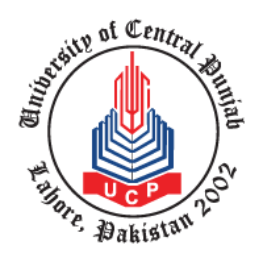 University of Central Punjab
UCP
Lahore, Pakistan 2002